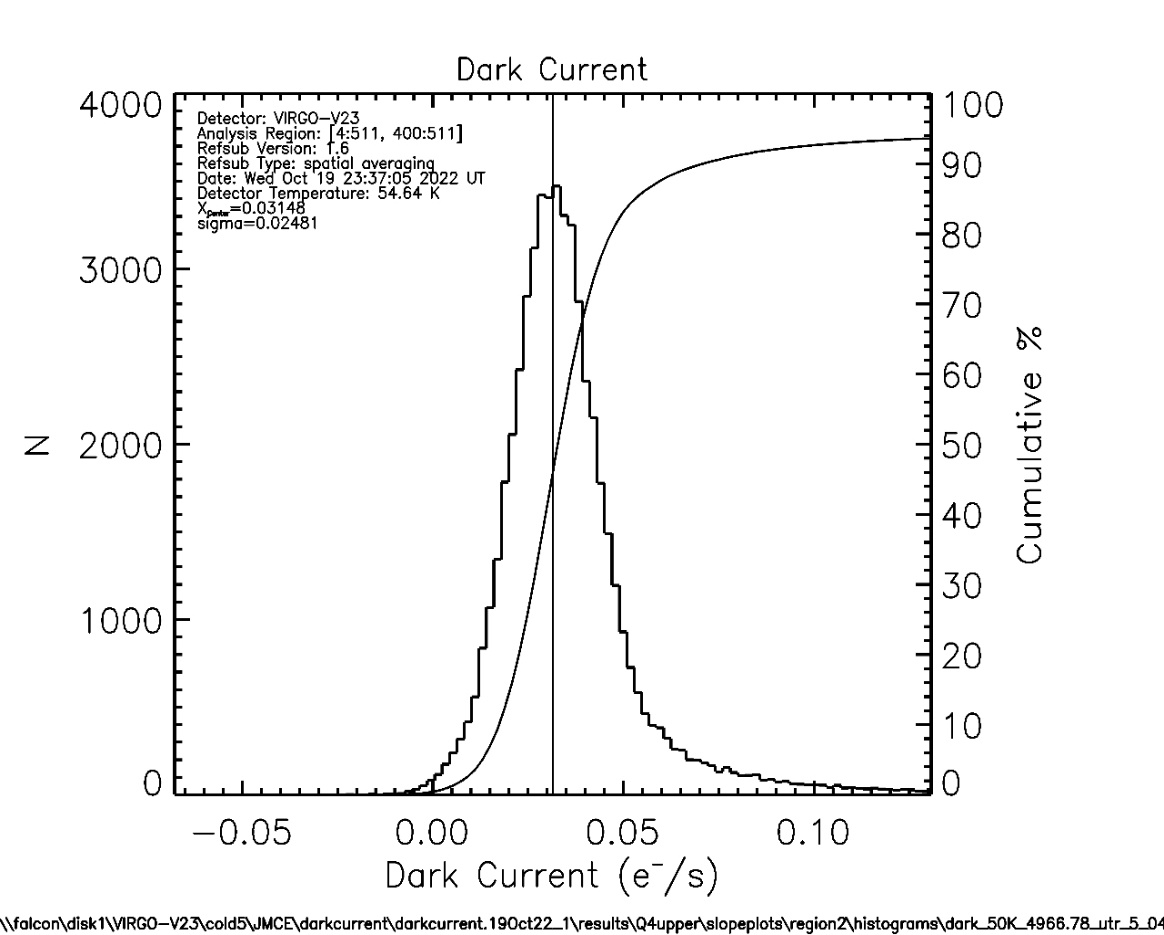 Dark Current
4000
3000
2000
1000
0
N
Detector: VIRGO-V23
Analysis Region: [4:511, 400:511]
Refsub Version: 1.6
Refsub Type: spatial averaging
Date: Wed Oct 19 23:37:05 2022 UT
Detector Temperature: 54.64 K
XCenter=0.03148
sigma=0.02481
100
90
80
70
60
50
40
30
20
10
0
Cumulative %
-0.05 0.00 0.05 0.10
Dark Current (e⁻/s)
\\falcon\disk1\VIRGO-V23\cold5\JMCE\darkcurrent\darkcurrent.19Oct22_1\results\Q4upper\slopeplots\region2\histograms\dark_50K_4966.78_utr_5_04